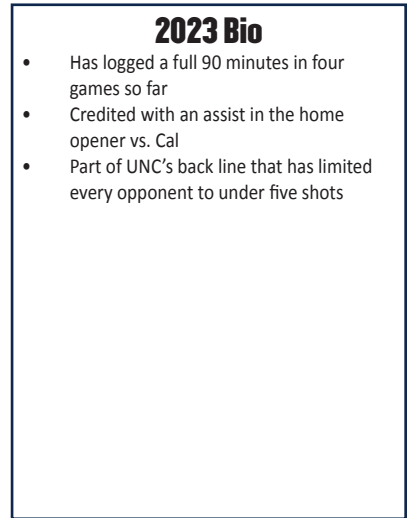 2023 Bio
• Has logged a full 90 minutes in four
games so far
• Credited with an assist in the home
opener vs. Cal
• Part of UNC's back line that has limited
every opponent to under five shots